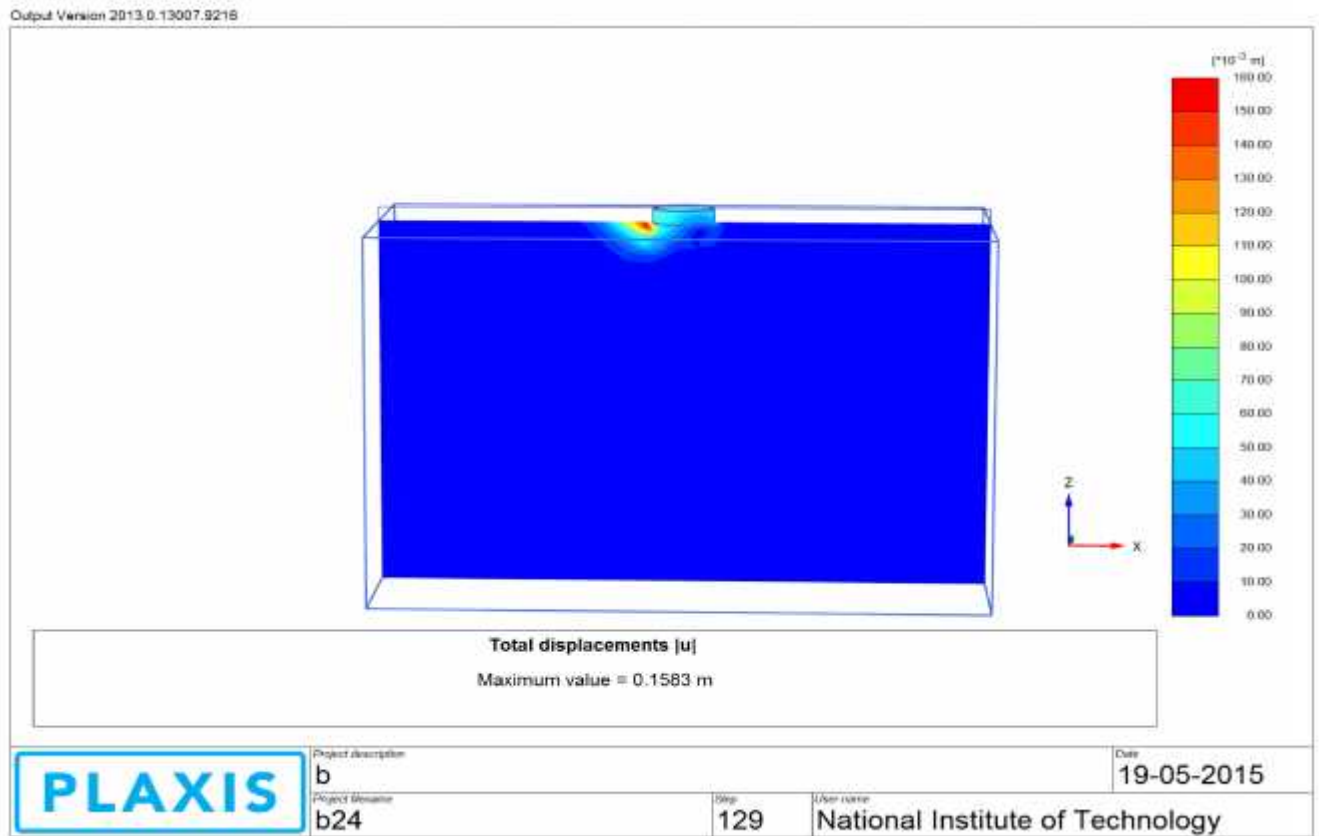 Output Version 2013.0.13007.9216
[*10⁻³ m]
160.00
150.00
140.00
130.00
120.00
110.00
100.00
90.00
80.00
70.00
60.00
50.00
40.00
30.00
20.00
10.00
0.00
Z
X
Total displacements |u|
Maximum value = 0.1583 m
PLAXIS
Project description
b
Date
19-05-2015
Project filename
b24
Step
129
User name
National Institute of Technology